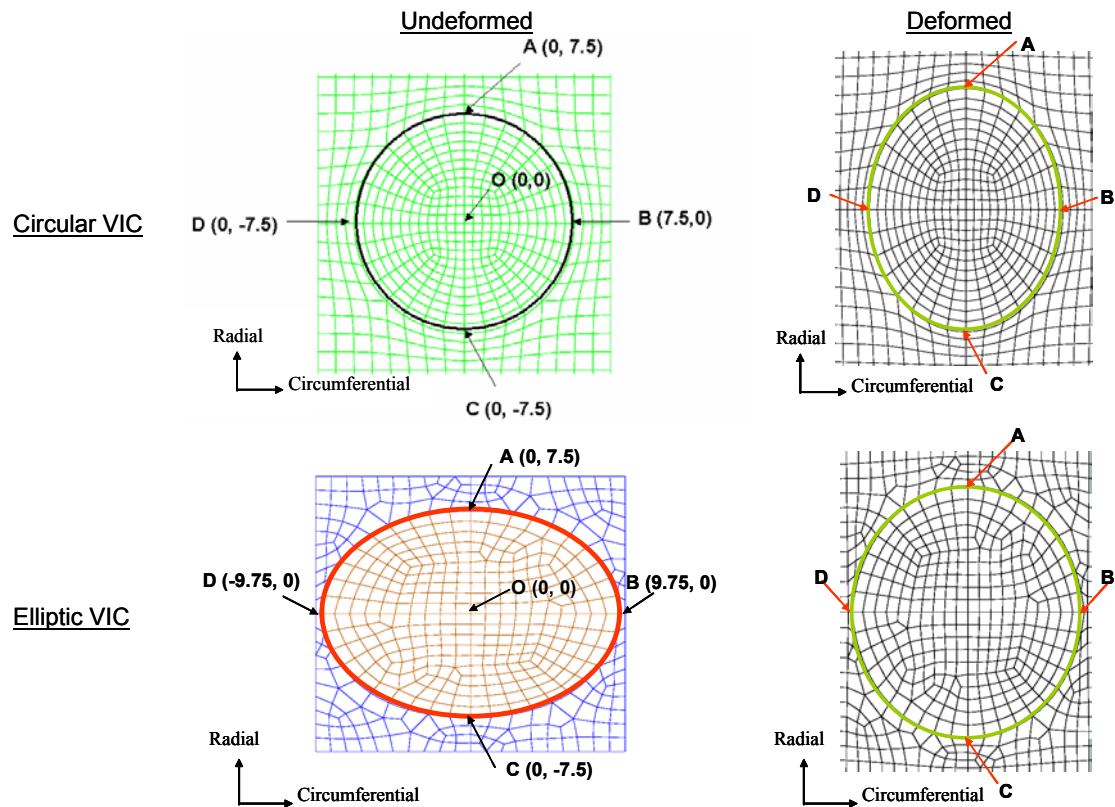 Undeformed
Deformed
A (0, 7.5)
A
O (0,0)
D
B
D (0, -7.5)
B (7.5,0)
Circular VIC
Radial
Circumferential
C (0, -7.5)
Radial
Circumferential
C
A (0, 7.5)
A
D (-9.75, 0)
O (0, 0)
B (9.75, 0)
D
B
Elliptic VIC
Radial
Circumferential
C (0, -7.5)
Radial
Circumferential
C